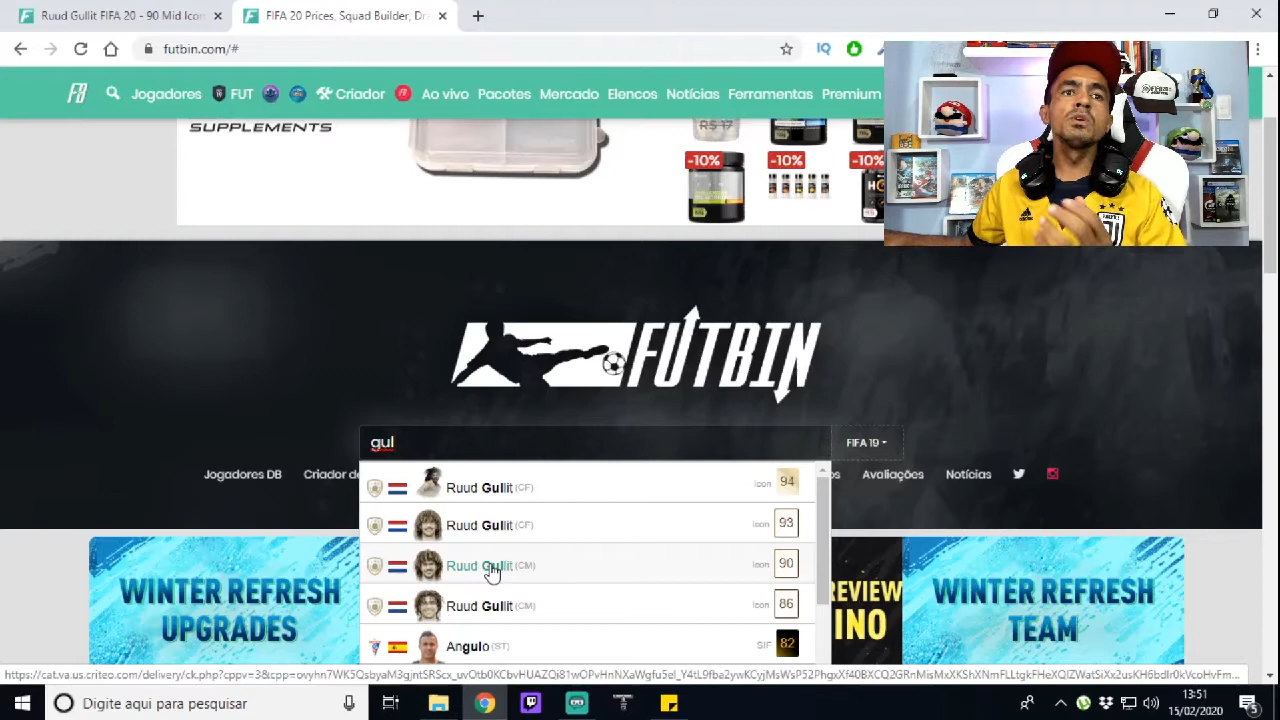 Ruud Gullit FIFA 20 - 90 Mid Icon
FIFA 20 Prices, Squad Builder, Dr
futbin.com/#
Jogadores
FUT
Ao vivo
Pacotes
Mercado
Elencos
Notícias
Ferramentas
Premium
SUPPLEMENTS
R$ 17
-10%
-10%
-10%
FUTBIN
gul
FIFA 19
Jogadores DB
Avaliações
Notícias
Ruud Gullit (CF)
Icon
94
Ruud Gullit (CF)
Icon
93
Ruud Gullit (CM)
Icon
90
Ruud Gullit (CM)
Icon
86
Angulo (ST)
SIF
82
WINTER REFRESH
UPGRADES
WINTER REFRESH
TEAM
Digite aqui para pesquisar
13:51
15/02/2020
5